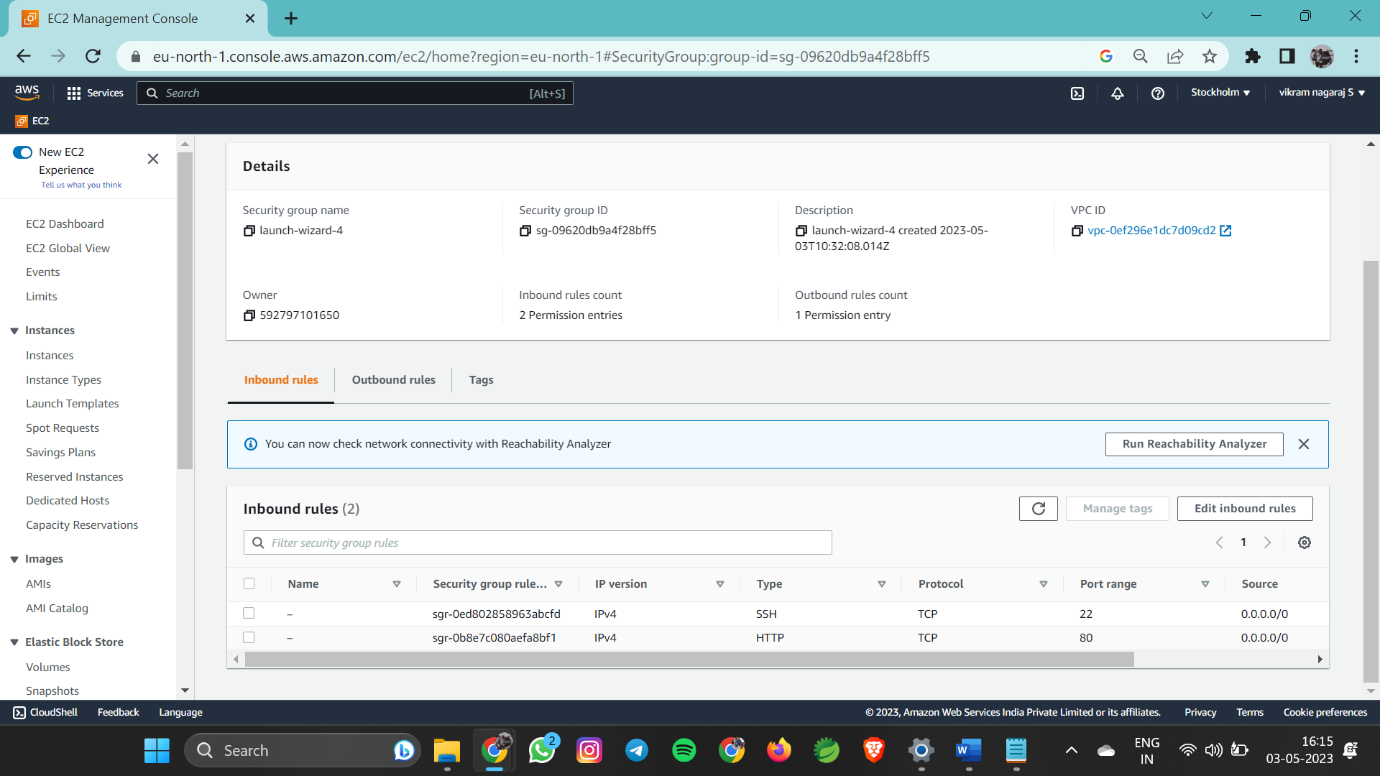 EC2 Management Console
eu-north-1.console.aws.amazon.com/ec2/home?region=eu-north-1#SecurityGroup:group-id=sg-09620db9a4f28bff5
aws
Services
Search
[Alt+S]
Stockholm
vikram nagaraj S
EC2
New EC2
Experience
Tell us what you think
EC2 Dashboard
EC2 Global View
Events
Limits
Instances
Instances
Instance Types
Launch Templates
Spot Requests
Savings Plans
Reserved Instances
Dedicated Hosts
Capacity Reservations
Images
AMIs
AMI Catalog
Elastic Block Store
Volumes
Snapshots
Details
Security group name
launch-wizard-4
Security group ID
sg-09620db9a4f28bff5
Description
launch-wizard-4 created 2023-05-
03T10:32:08.014Z
VPC ID
vpc-0ef296e1dc7d09cd2
Owner
592797101650
Inbound rules count
2 Permission entries
Outbound rules count
1 Permission entry
Inbound rules
Outbound rules
Tags
You can now check network connectivity with Reachability Analyzer
Run Reachability Analyzer
Inbound rules (2)
Manage tags
Edit inbound rules
Filter security group rules
1
Name Security group rule... IP version Type Protocol Port range Source
– sgr-0ed802858963abcfd IPv4 SSH TCP 22 0.0.0.0/0
– sgr-0b8e7c080aefa8bf1 IPv4 HTTP TCP 80 0.0.0.0/0
CloudShell
Feedback
Language
© 2023, Amazon Web Services India Private Limited or its affiliates.
Privacy
Terms
Cookie preferences
Search
2
ENG
IN
16:15
03-05-2023